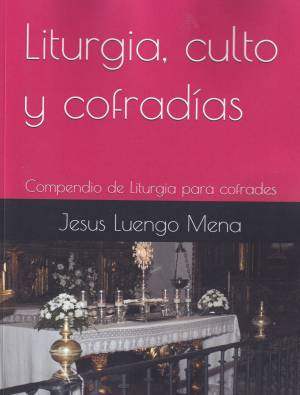 Liturgia, culto
y cofradías
Compendio de Liturgia para cofrades
Jesus Luengo Mena